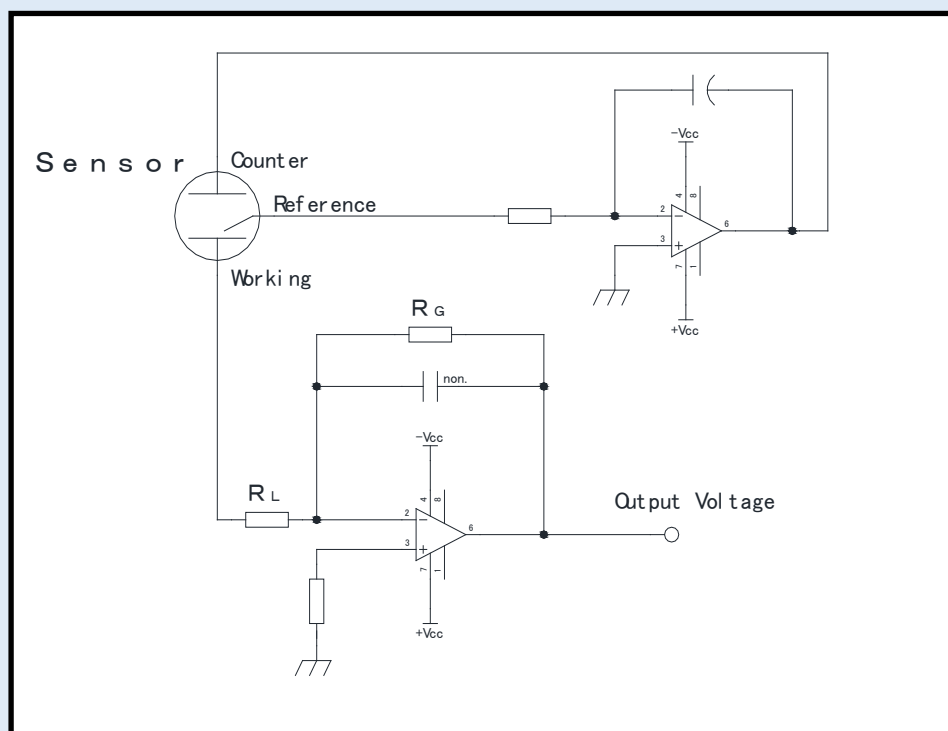 Sensor
Counter
Reference
Working
-Vcc
4
8
2
3
6
7
1
+Vcc
RG
non.
-Vcc
4
8
RL
2
3
6
7
1
+Vcc
Output Voltage